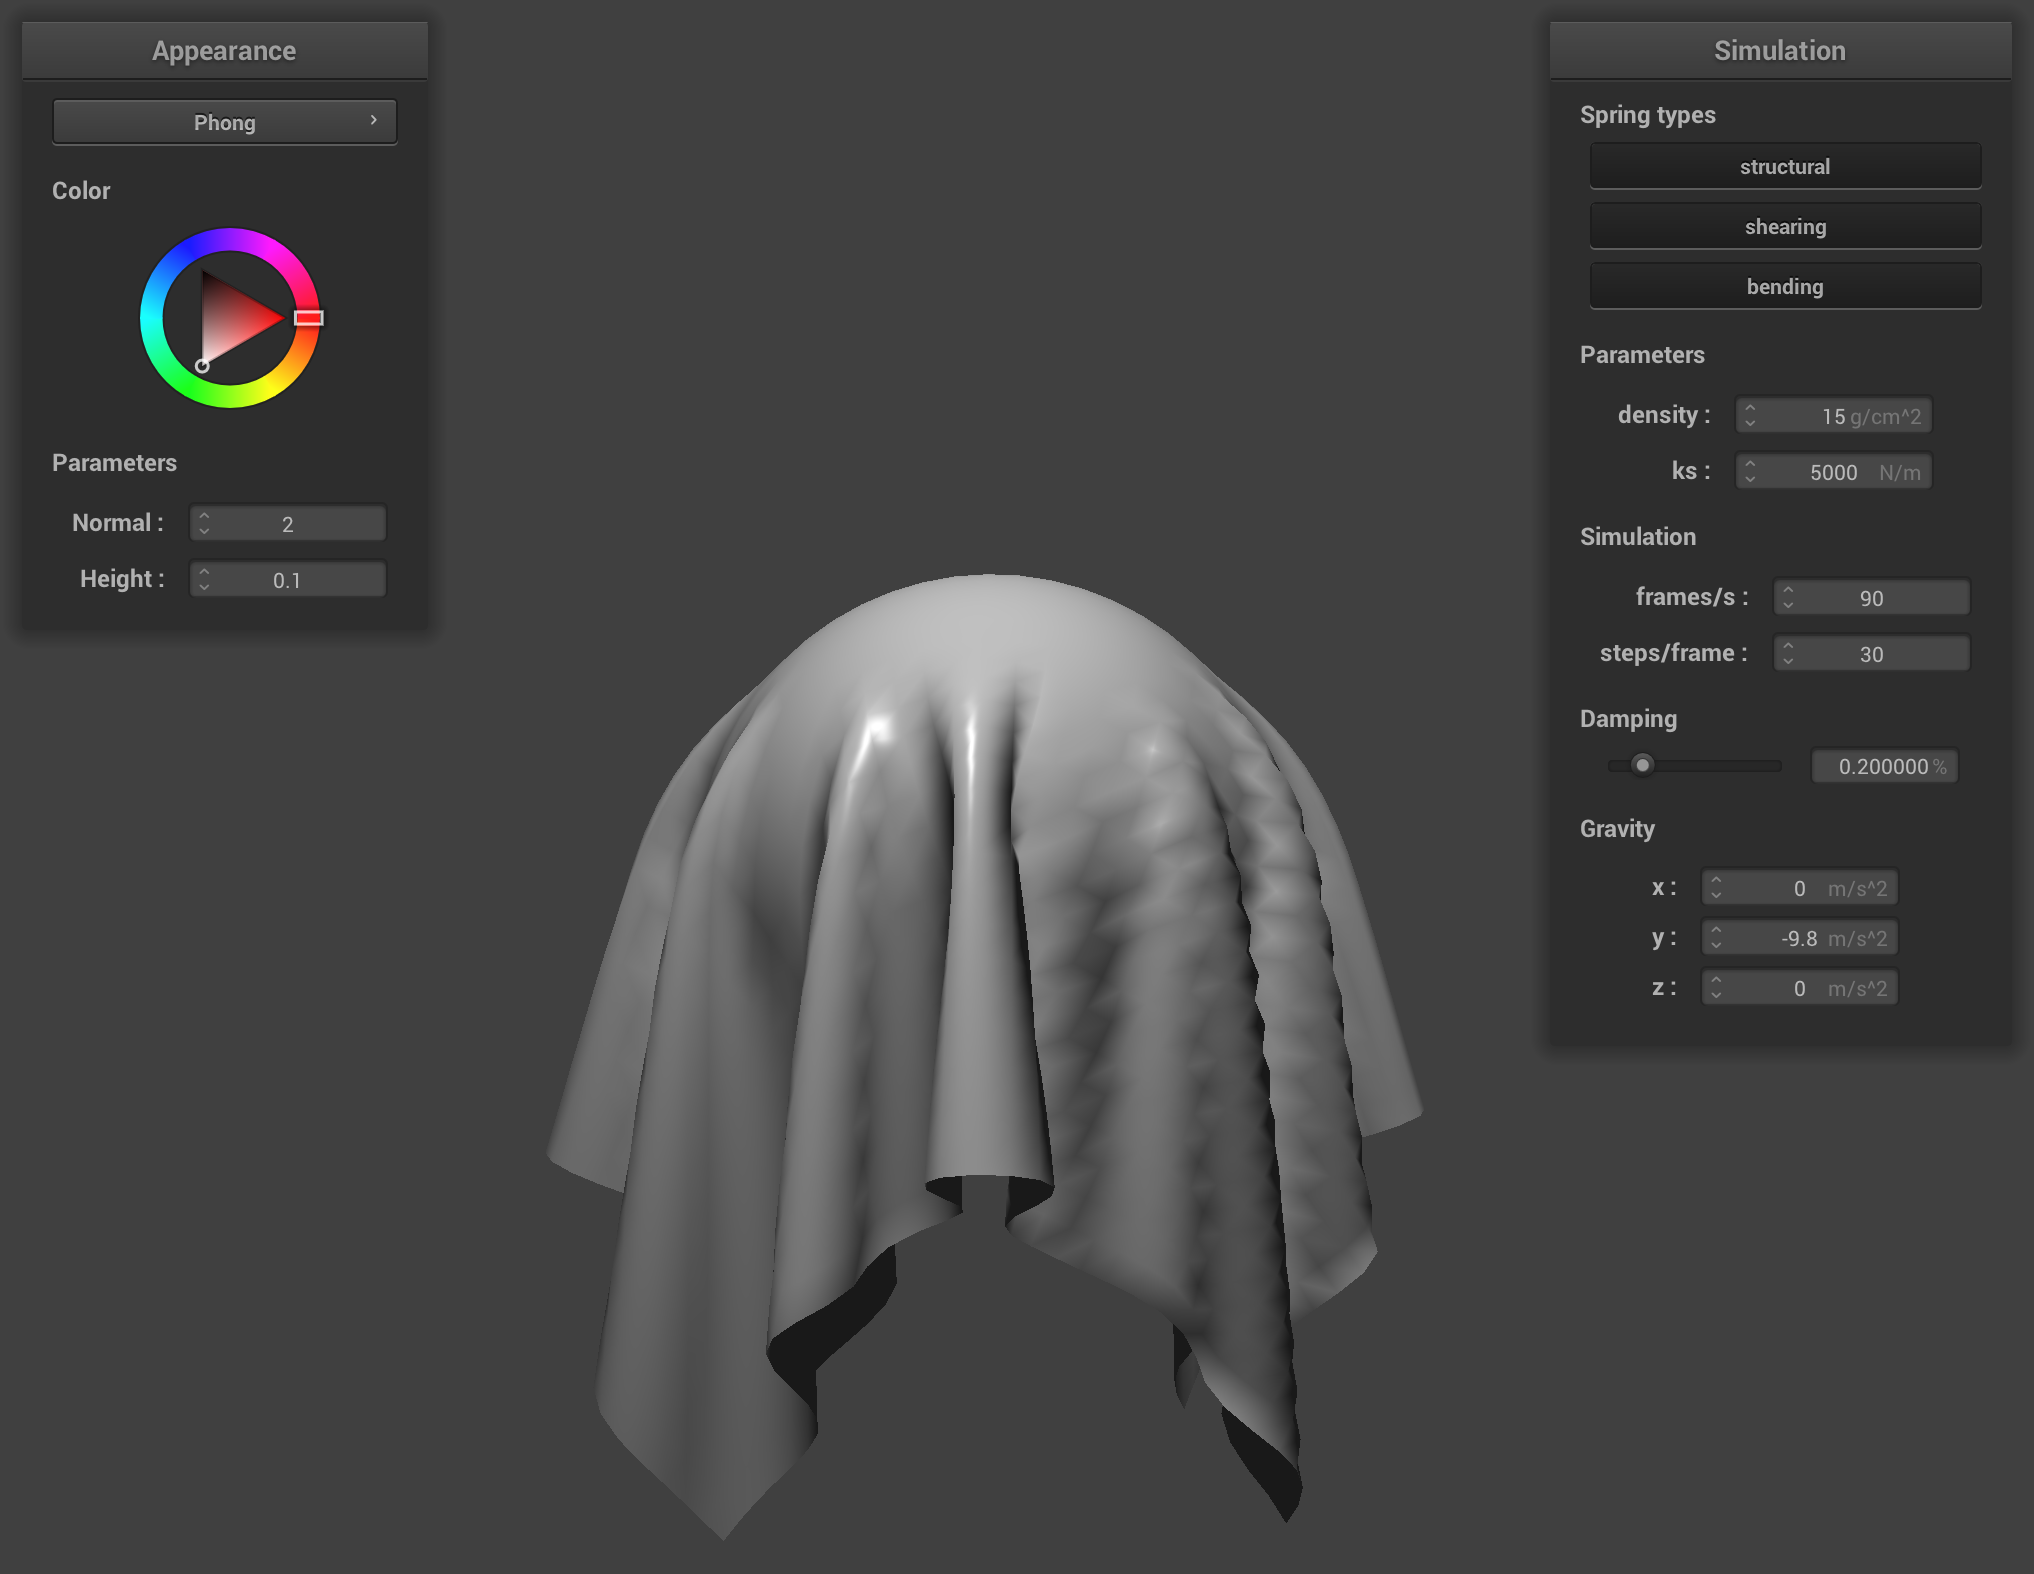 Appearance
Phong
Color
Parameters
Normal : 2
Height : 0.1
Simulation
Spring types
structural
shearing
bending
Parameters
density : 15 g/cm^2
ks : 5000 N/m
Simulation
frames/s : 90
steps/frame : 30
Damping
0.200000 %
Gravity
x : 0 m/s^2
y : -9.8 m/s^2
z : 0 m/s^2